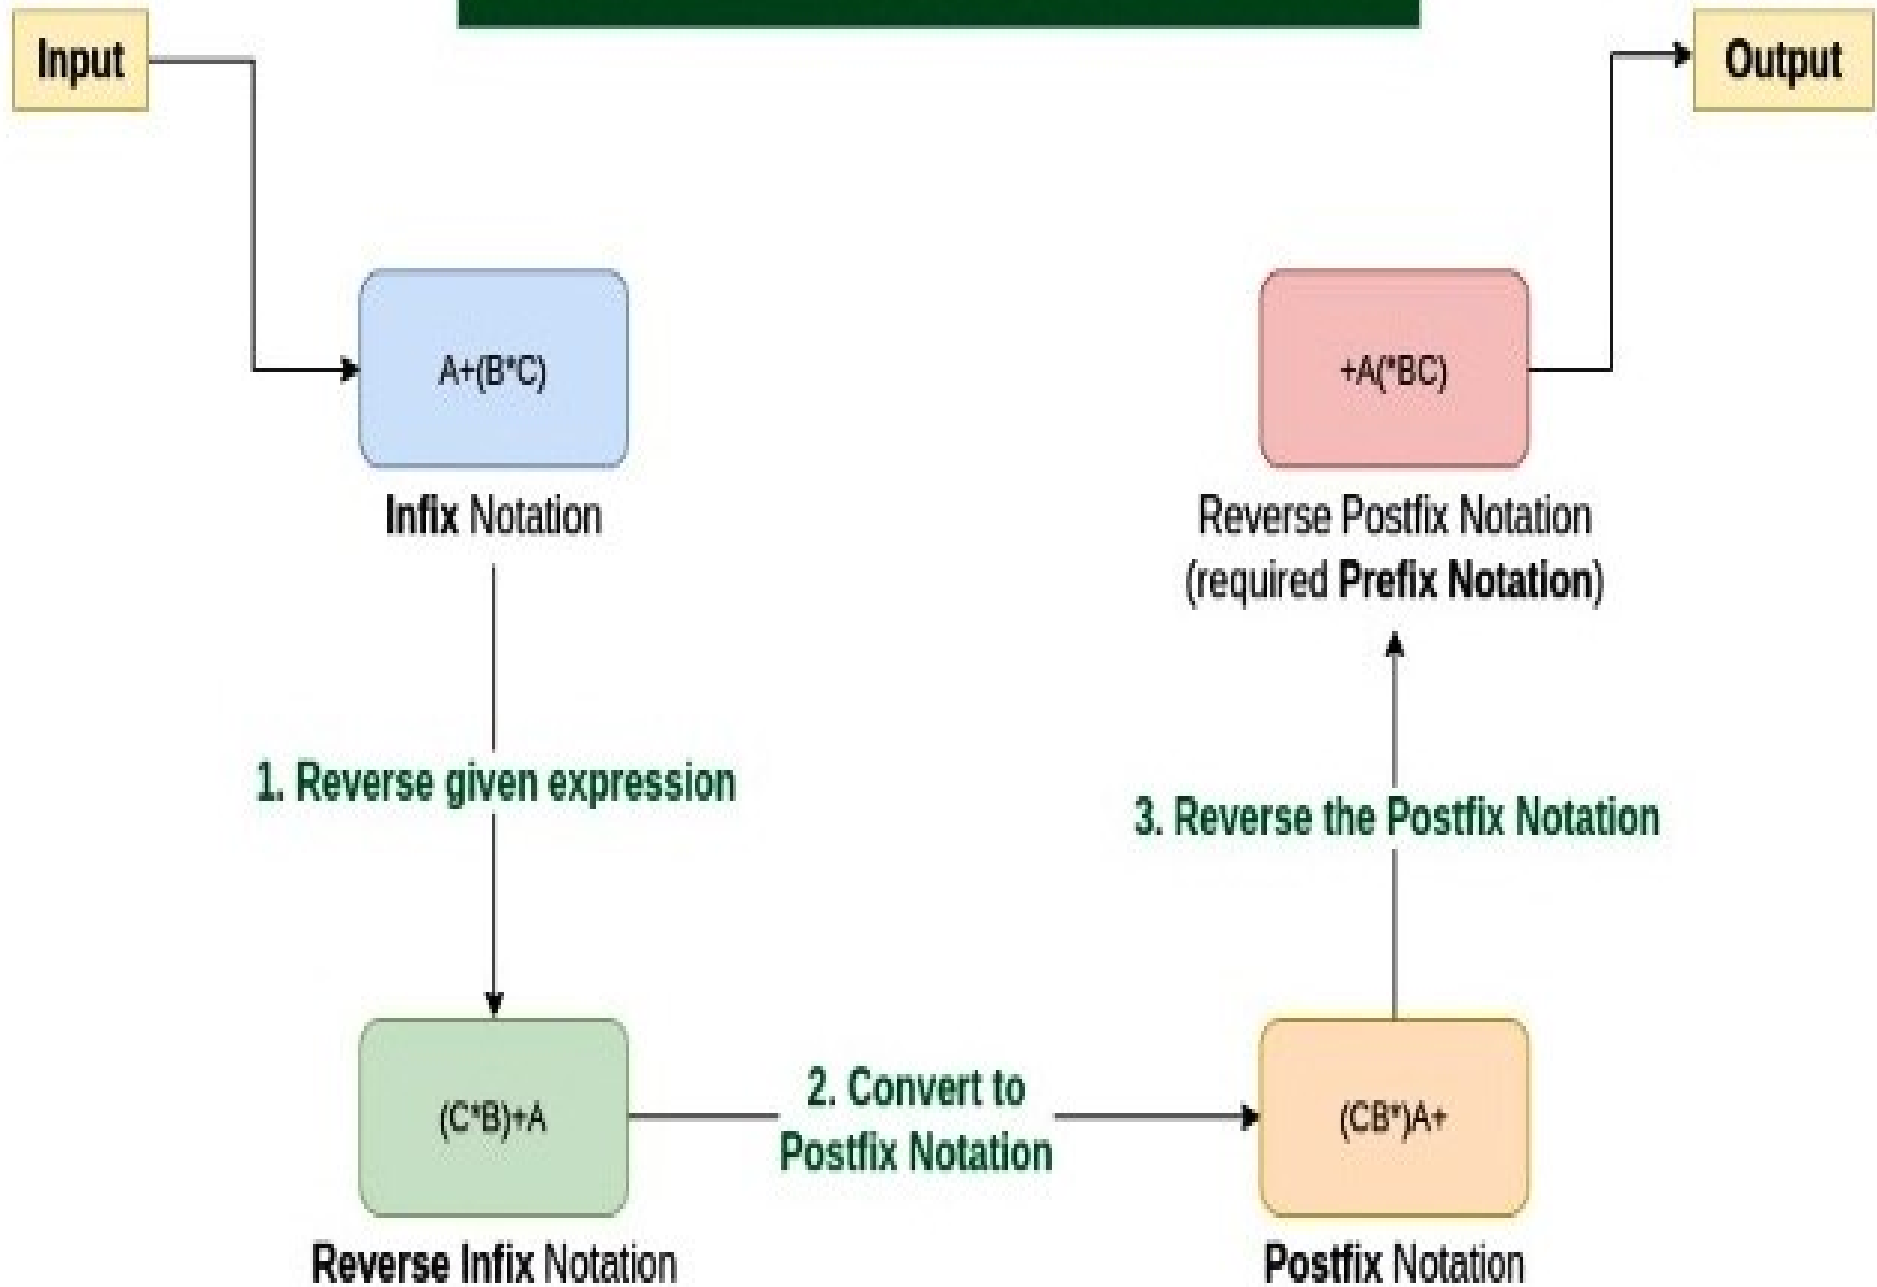 Input
Output
A+(B*C)
Infix Notation
+A(*BC)
Reverse Postfix Notation
(required Prefix Notation)
1. Reverse given expression
3. Reverse the Postfix Notation
(C*B)+A
Reverse Infix Notation
2. Convert to
Postfix Notation
(CB*)A+
Postfix Notation